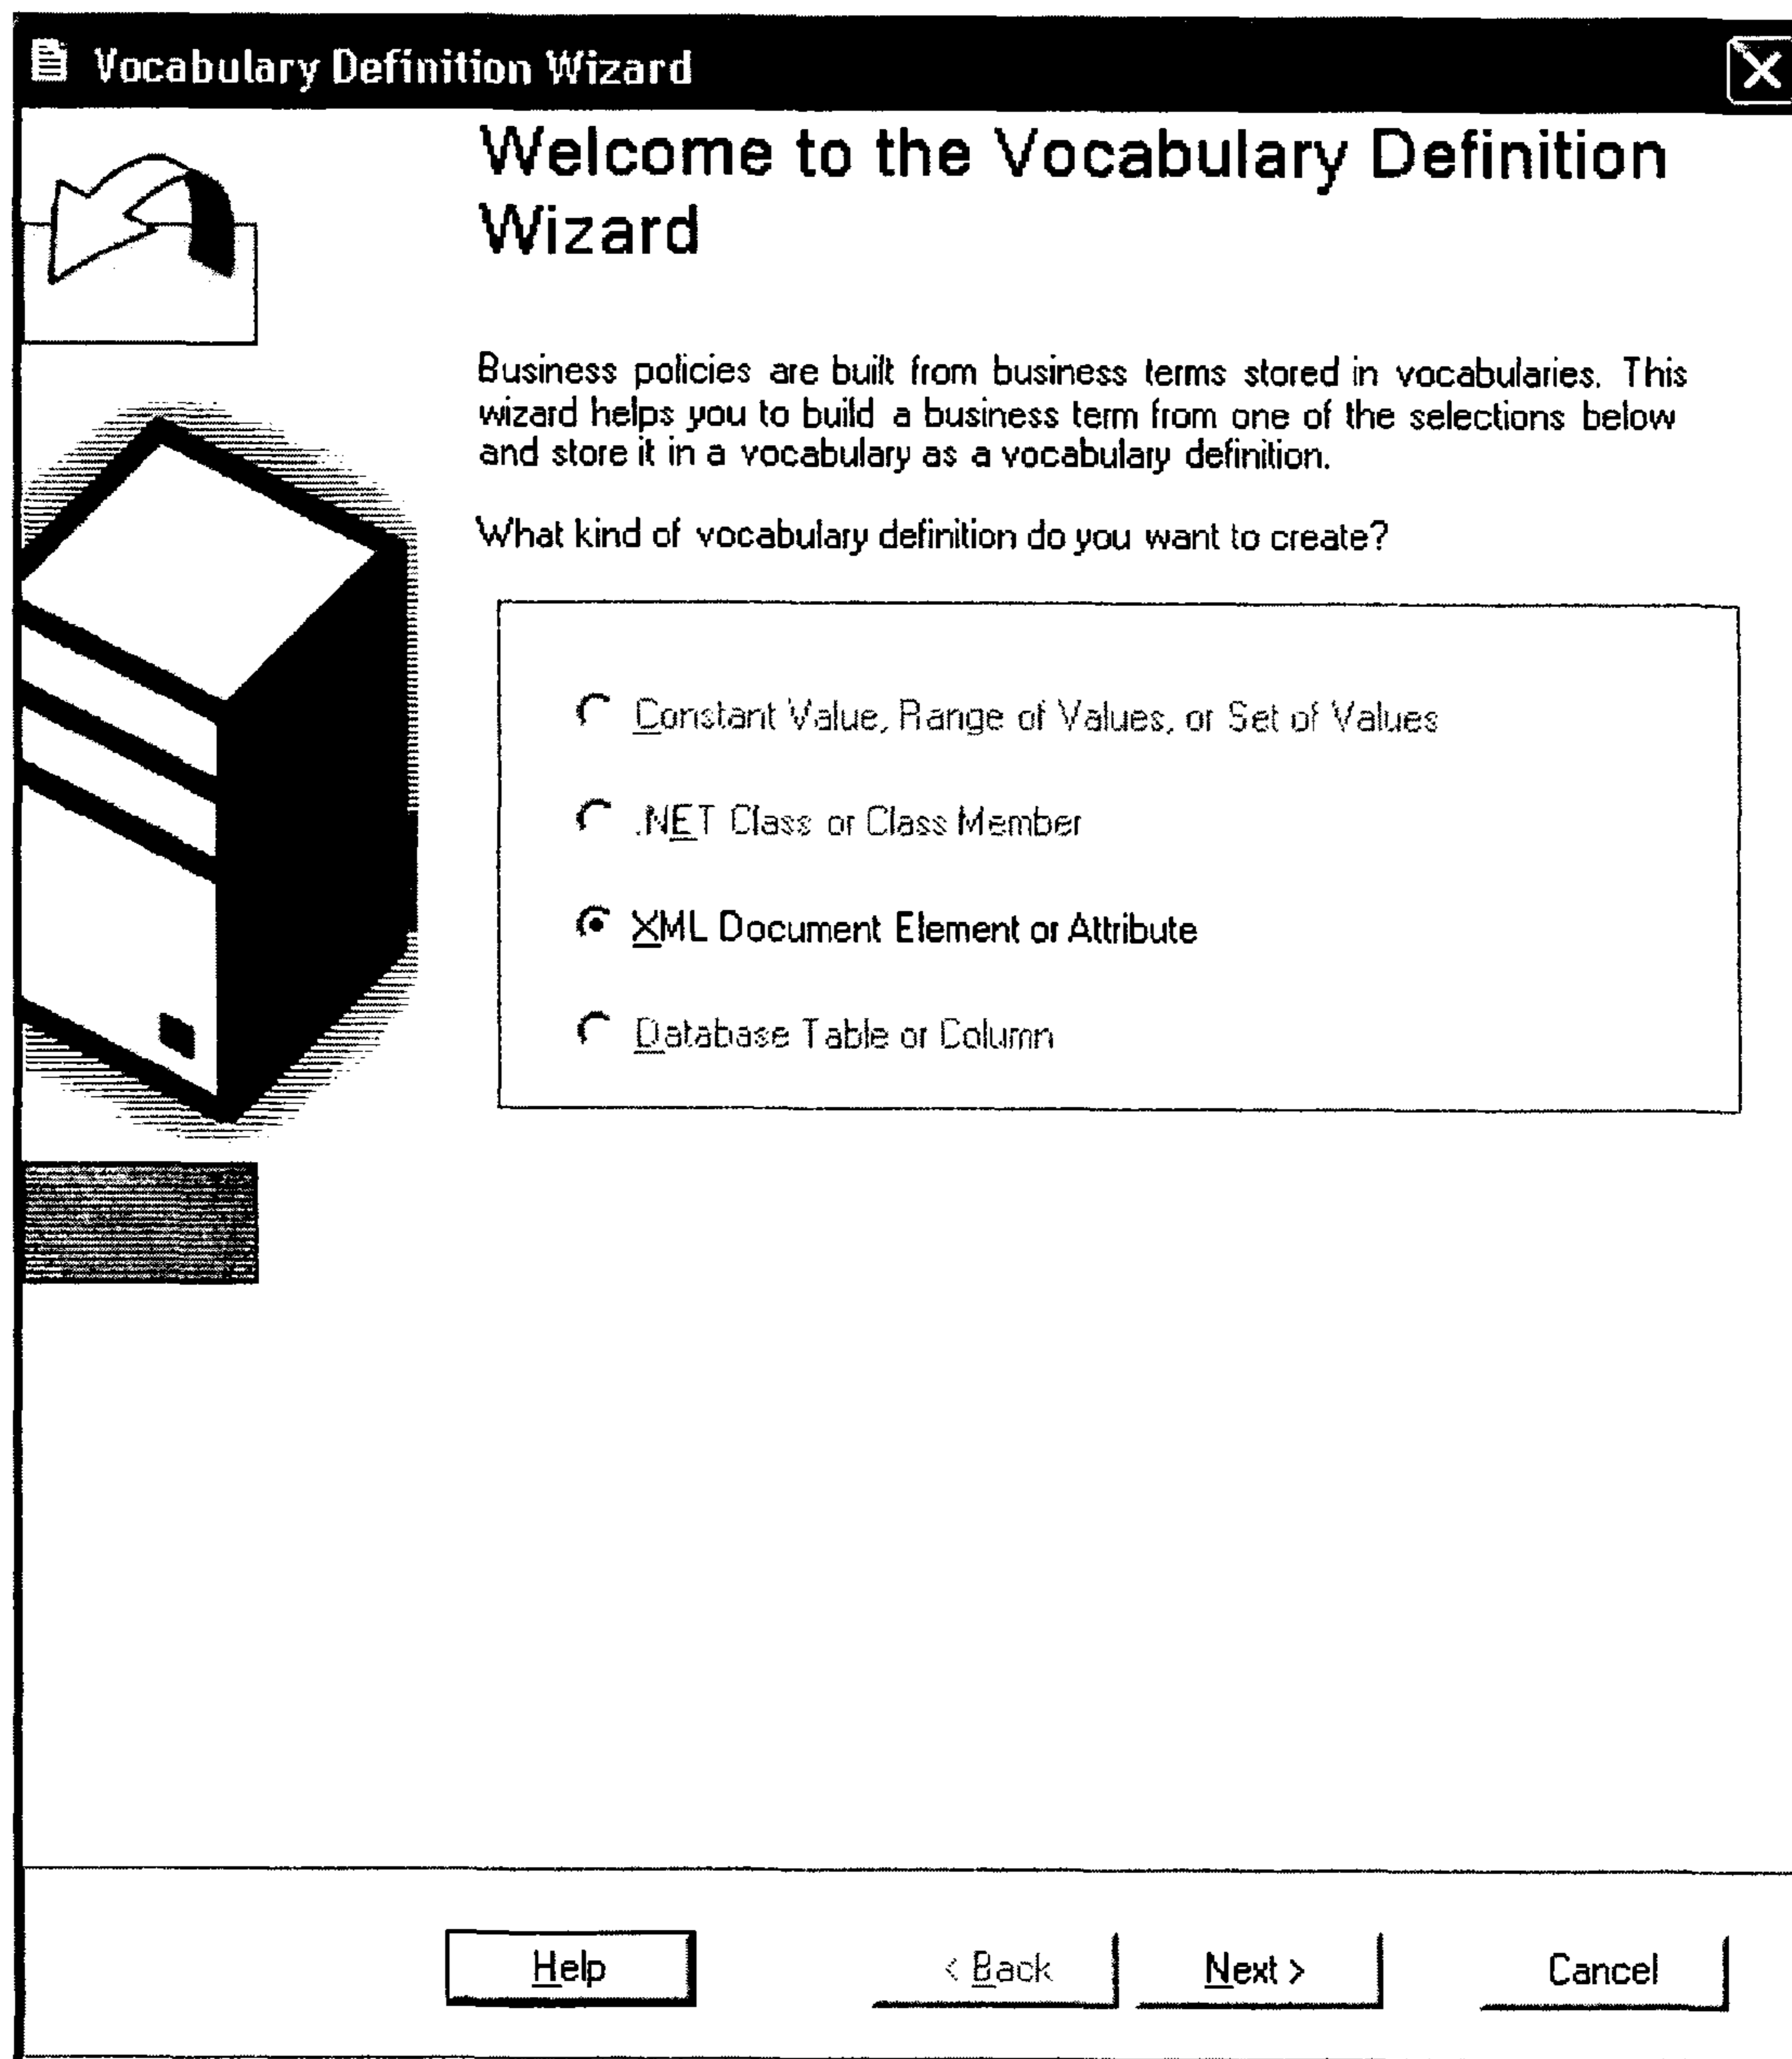 Vocabulary Definition Wizard
Welcome to the Vocabulary Definition
Wizard
Business policies are built from business terms stored in vocabularies. This
wizard helps you to build a business term from one of the selections below
and store it in a vocabulary as a vocabulary definition.
What kind of vocabulary definition do you want to create?
Constant Value, Range of Values, or Set of Values
.NET Class or Class Member
XML Document Element or Attribute
Database Table or Column
Help < Back Next > Cancel